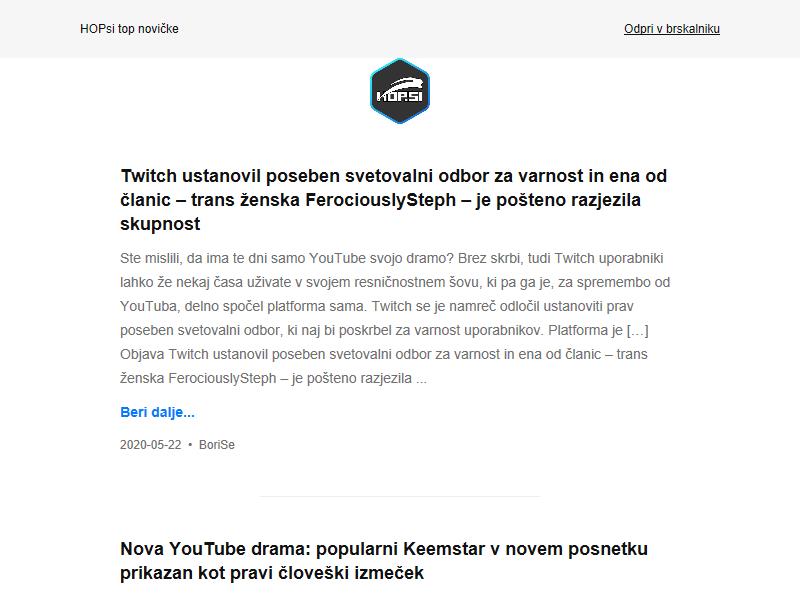 HOPsi top novičke
Odpri v brskalniku
HOP.SI
Twitch ustanovil poseben svetovalni odbor za varnost in ena od
članic – trans ženska FerociouslySteph – je pošteno razjezila
skupnost
Ste mislili, da ima te dni samo YouTube svojo dramo? Brez skrbi, tudi Twitch uporabniki
lahko že nekaj časa uživate v svojem resničnostnem šovu, ki pa ga je, za spremembo od
YouTuba, delno spočel platforma sama. Twitch se je namreč odločil ustanoviti prav
poseben svetovalni odbor, ki naj bi poskrbel za varnost uporabnikov. Platforma je […]
Objava Twitch ustanovil poseben svetovalni odbor za varnost in ena od članic – trans
ženska FerociouslySteph – je pošteno razjezila ...
Beri dalje...
2020-05-22 • BoriSe
Nova YouTube drama: popularni Keemstar v novem posnetku
prikazan kot pravi človeški izmeček